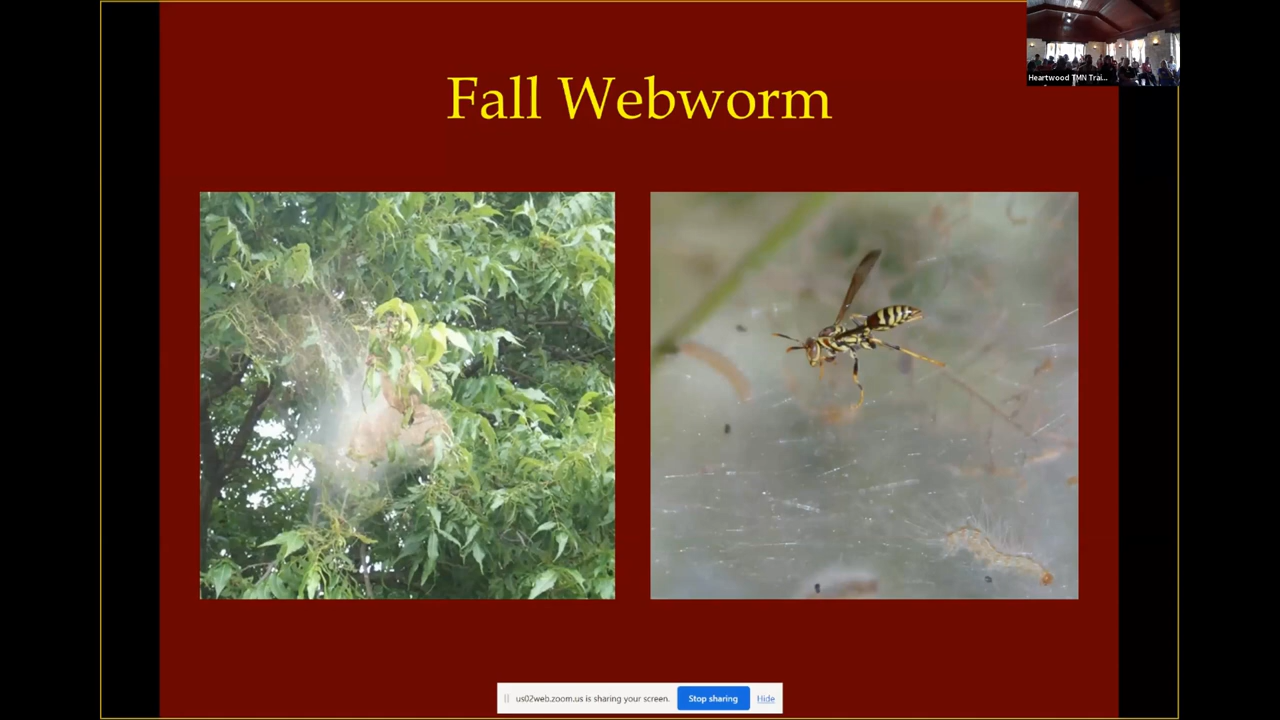 Fall Webworm
Heartwood TMN Trai...
us02web.zoom.us is sharing your screen.
Stop sharing
Hide